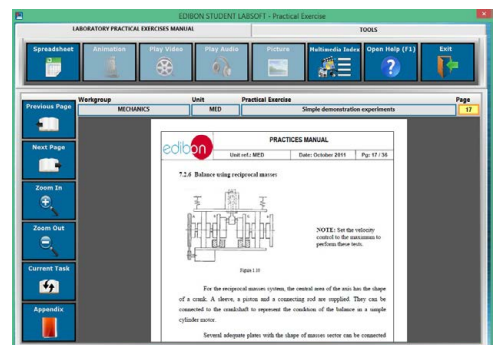 EDIBON STUDENT LABSOFT - Practical Exercise
LABORATORY PRACTICAL EXERCISES MANUAL
TOOLS
Spreadsheet Animation Play Video Play Audio Picture Multimedia Index Open Help (F1) Exit
Workgroup Unit Practical Exercise Page
MECHANICS MED Simple demonstration experiments 17
Previous Page
Next Page
Zoom In
Zoom Out
Current Task
Appendix
edibon
PRACTICES MANUAL
Unit ref.: MED Date: October 2011 Pg: 17 / 38
7.2.6 Balance using reciprocal masses
NOTE: Set the velocity
control to the maximum to
perform these tests.
Figure 1.10
For the reciprocal masses system, the central area of the axis has the shape
of a crank. A sleeve, a piston and a connecting rod are supplied. They can be
connected to the crankshaft to represent the condition of the balance in a simple
cylinder motor.
Several adequate plates with the shape of masses sector can be connected